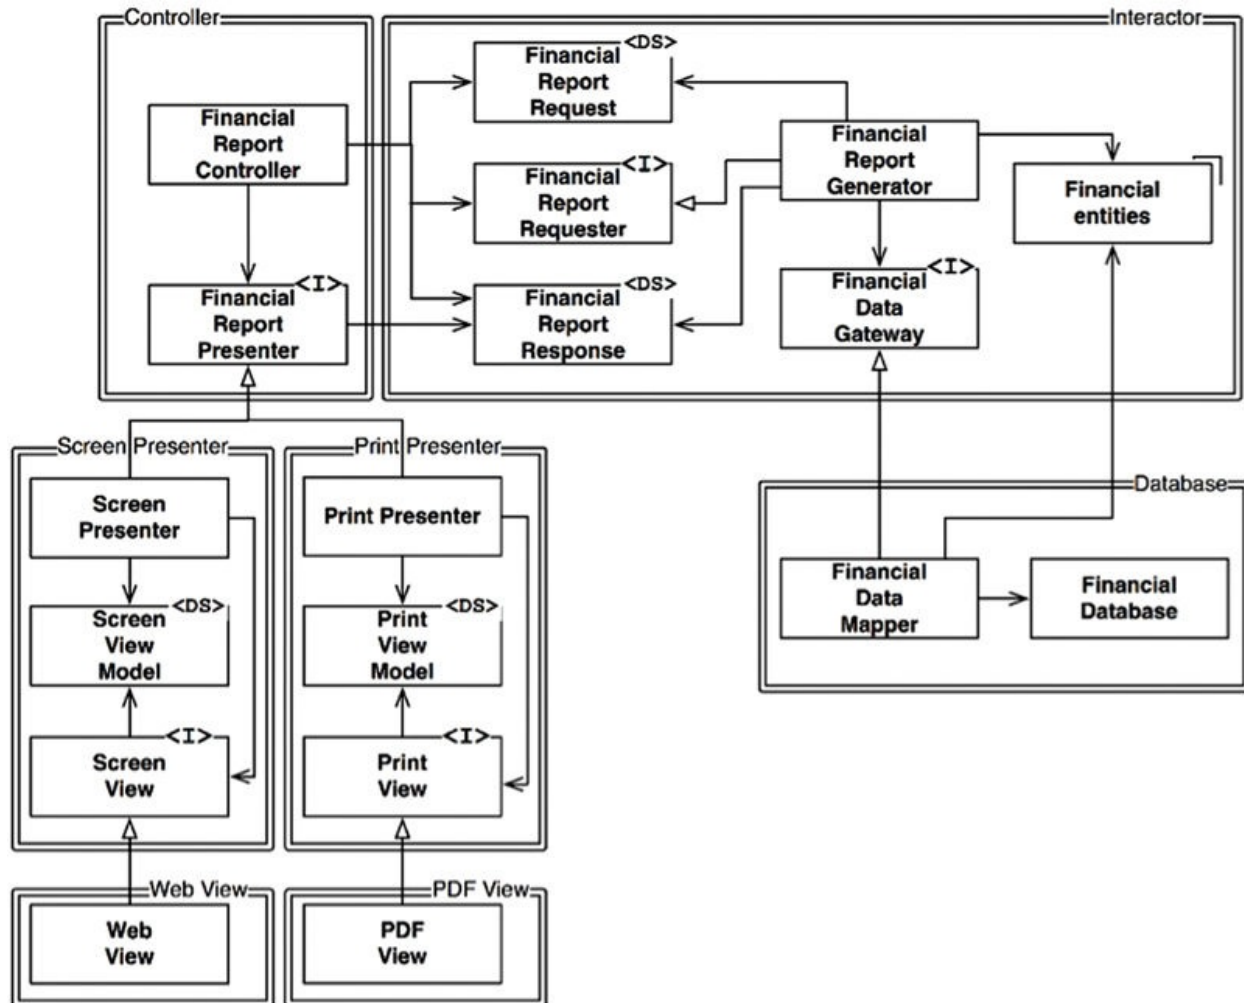 Controller
Interactor
<DS>
Financial
Report
Request
Financial
Report
Controller
Financial
Report
Generator
<I>
Financial
Report
Requester
Financial
entities
<I>
Financial
Report
Presenter
<DS>
Financial
Report
Response
<I>
Financial
Data
Gateway
Screen Presenter
Screen
Presenter
<DS>
Screen
View
Model
<I>
Screen
View
Print Presenter
Print Presenter
<DS>
Print
View
Model
<I>
Print
View
Database
Financial
Data
Mapper
Financial
Database
Web View
Web
View
PDF View
PDF
View